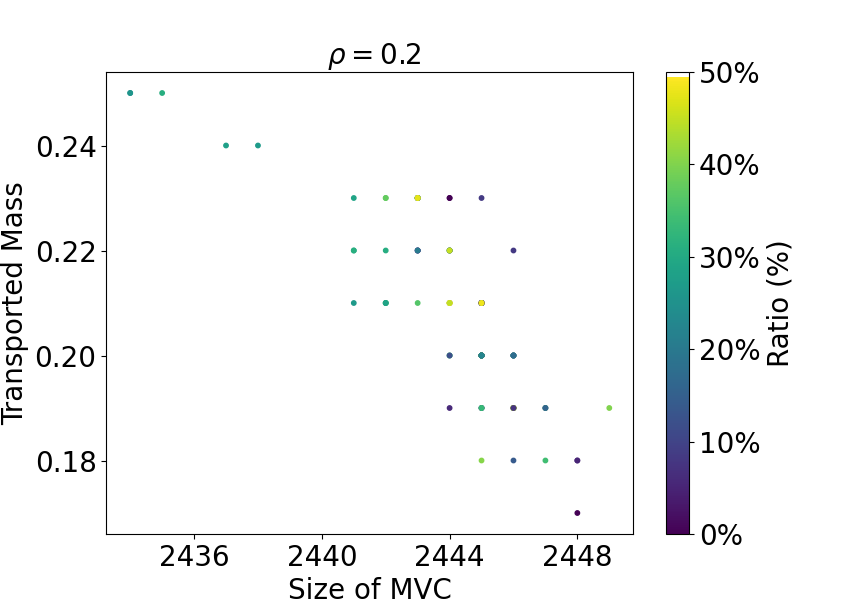 ρ = 0.2
Transported Mass
0.24
0.22
0.20
0.18
2436 2440 2444 2448
Size of MVC
50%
40%
30%
20%
10%
0%
Ratio (%)